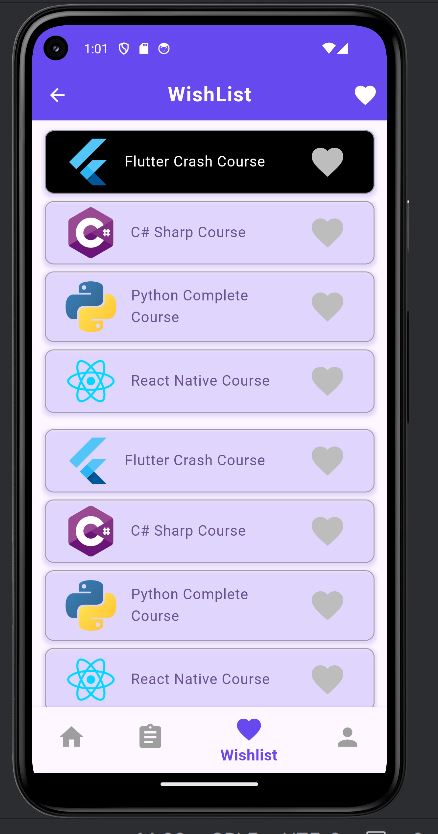 1:01
WishList
Flutter Crash Course
C# Sharp Course
Python Complete
Course
React Native Course
Flutter Crash Course
C# Sharp Course
Python Complete
Course
React Native Course
Wishlist